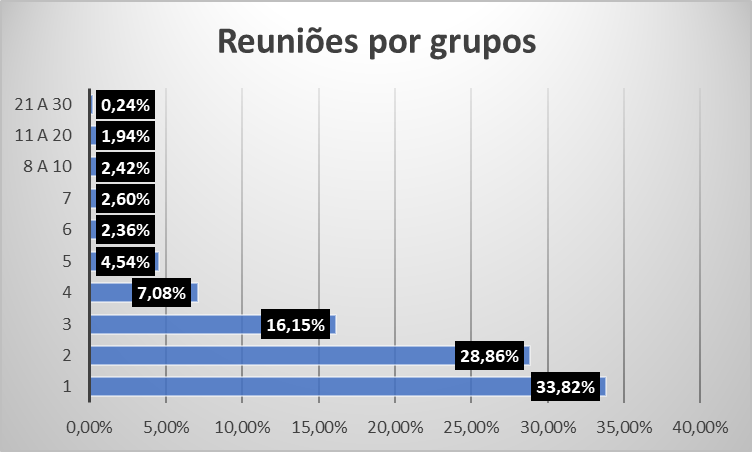 Reuniões por grupos
21 A 30 0,24%
11 A 20 1,94%
8 A 10 2,42%
7 2,60%
6 2,36%
5 4,54%
4 7,08%
3 16,15%
2 28,86%
1 33,82%
0,00% 5,00% 10,00% 15,00% 20,00% 25,00% 30,00% 35,00% 40,00%